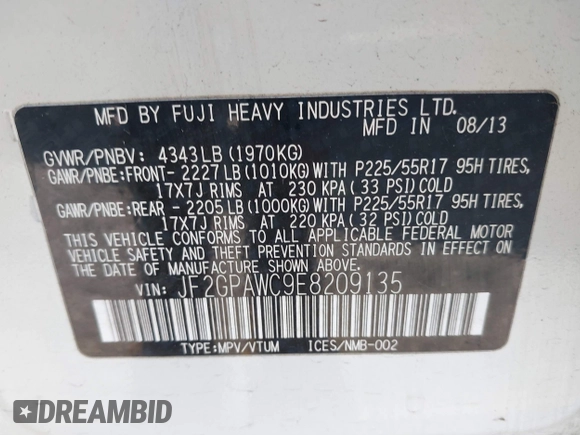 MFD BY FUJI HEAVY INDUSTRIES LTD.
MFD IN 08/13
GVWR/PNBV: 4343LB (1970KG)
GAWR/PNBE:FRONT- 2227LB (1010KG)WITH P225/55R17 95H TIRES,
17X7J RIMS AT 230 KPA (33 PSI) COLD
GAWR/PNBE:REAR - 2205LB (1000KG)WITH P225/55R17 95H TIRES,
17X7J RIMS AT 220 KPA (32 PSI) COLD
THIS VEHICLE CONFORMS TO ALL APPLICABLE FEDERAL MOTOR
VEHICLE SAFETY, BUMPER, AND THEFT PREVENTION STANDARDS IN EFFECT ON
THE DATE OF MANUFACTURE SHOWN ABOVE.
VIN: JF2GPAWC9E8209135
TYPE:MPV/VTUM ICES/NMB-002
DREAMBID